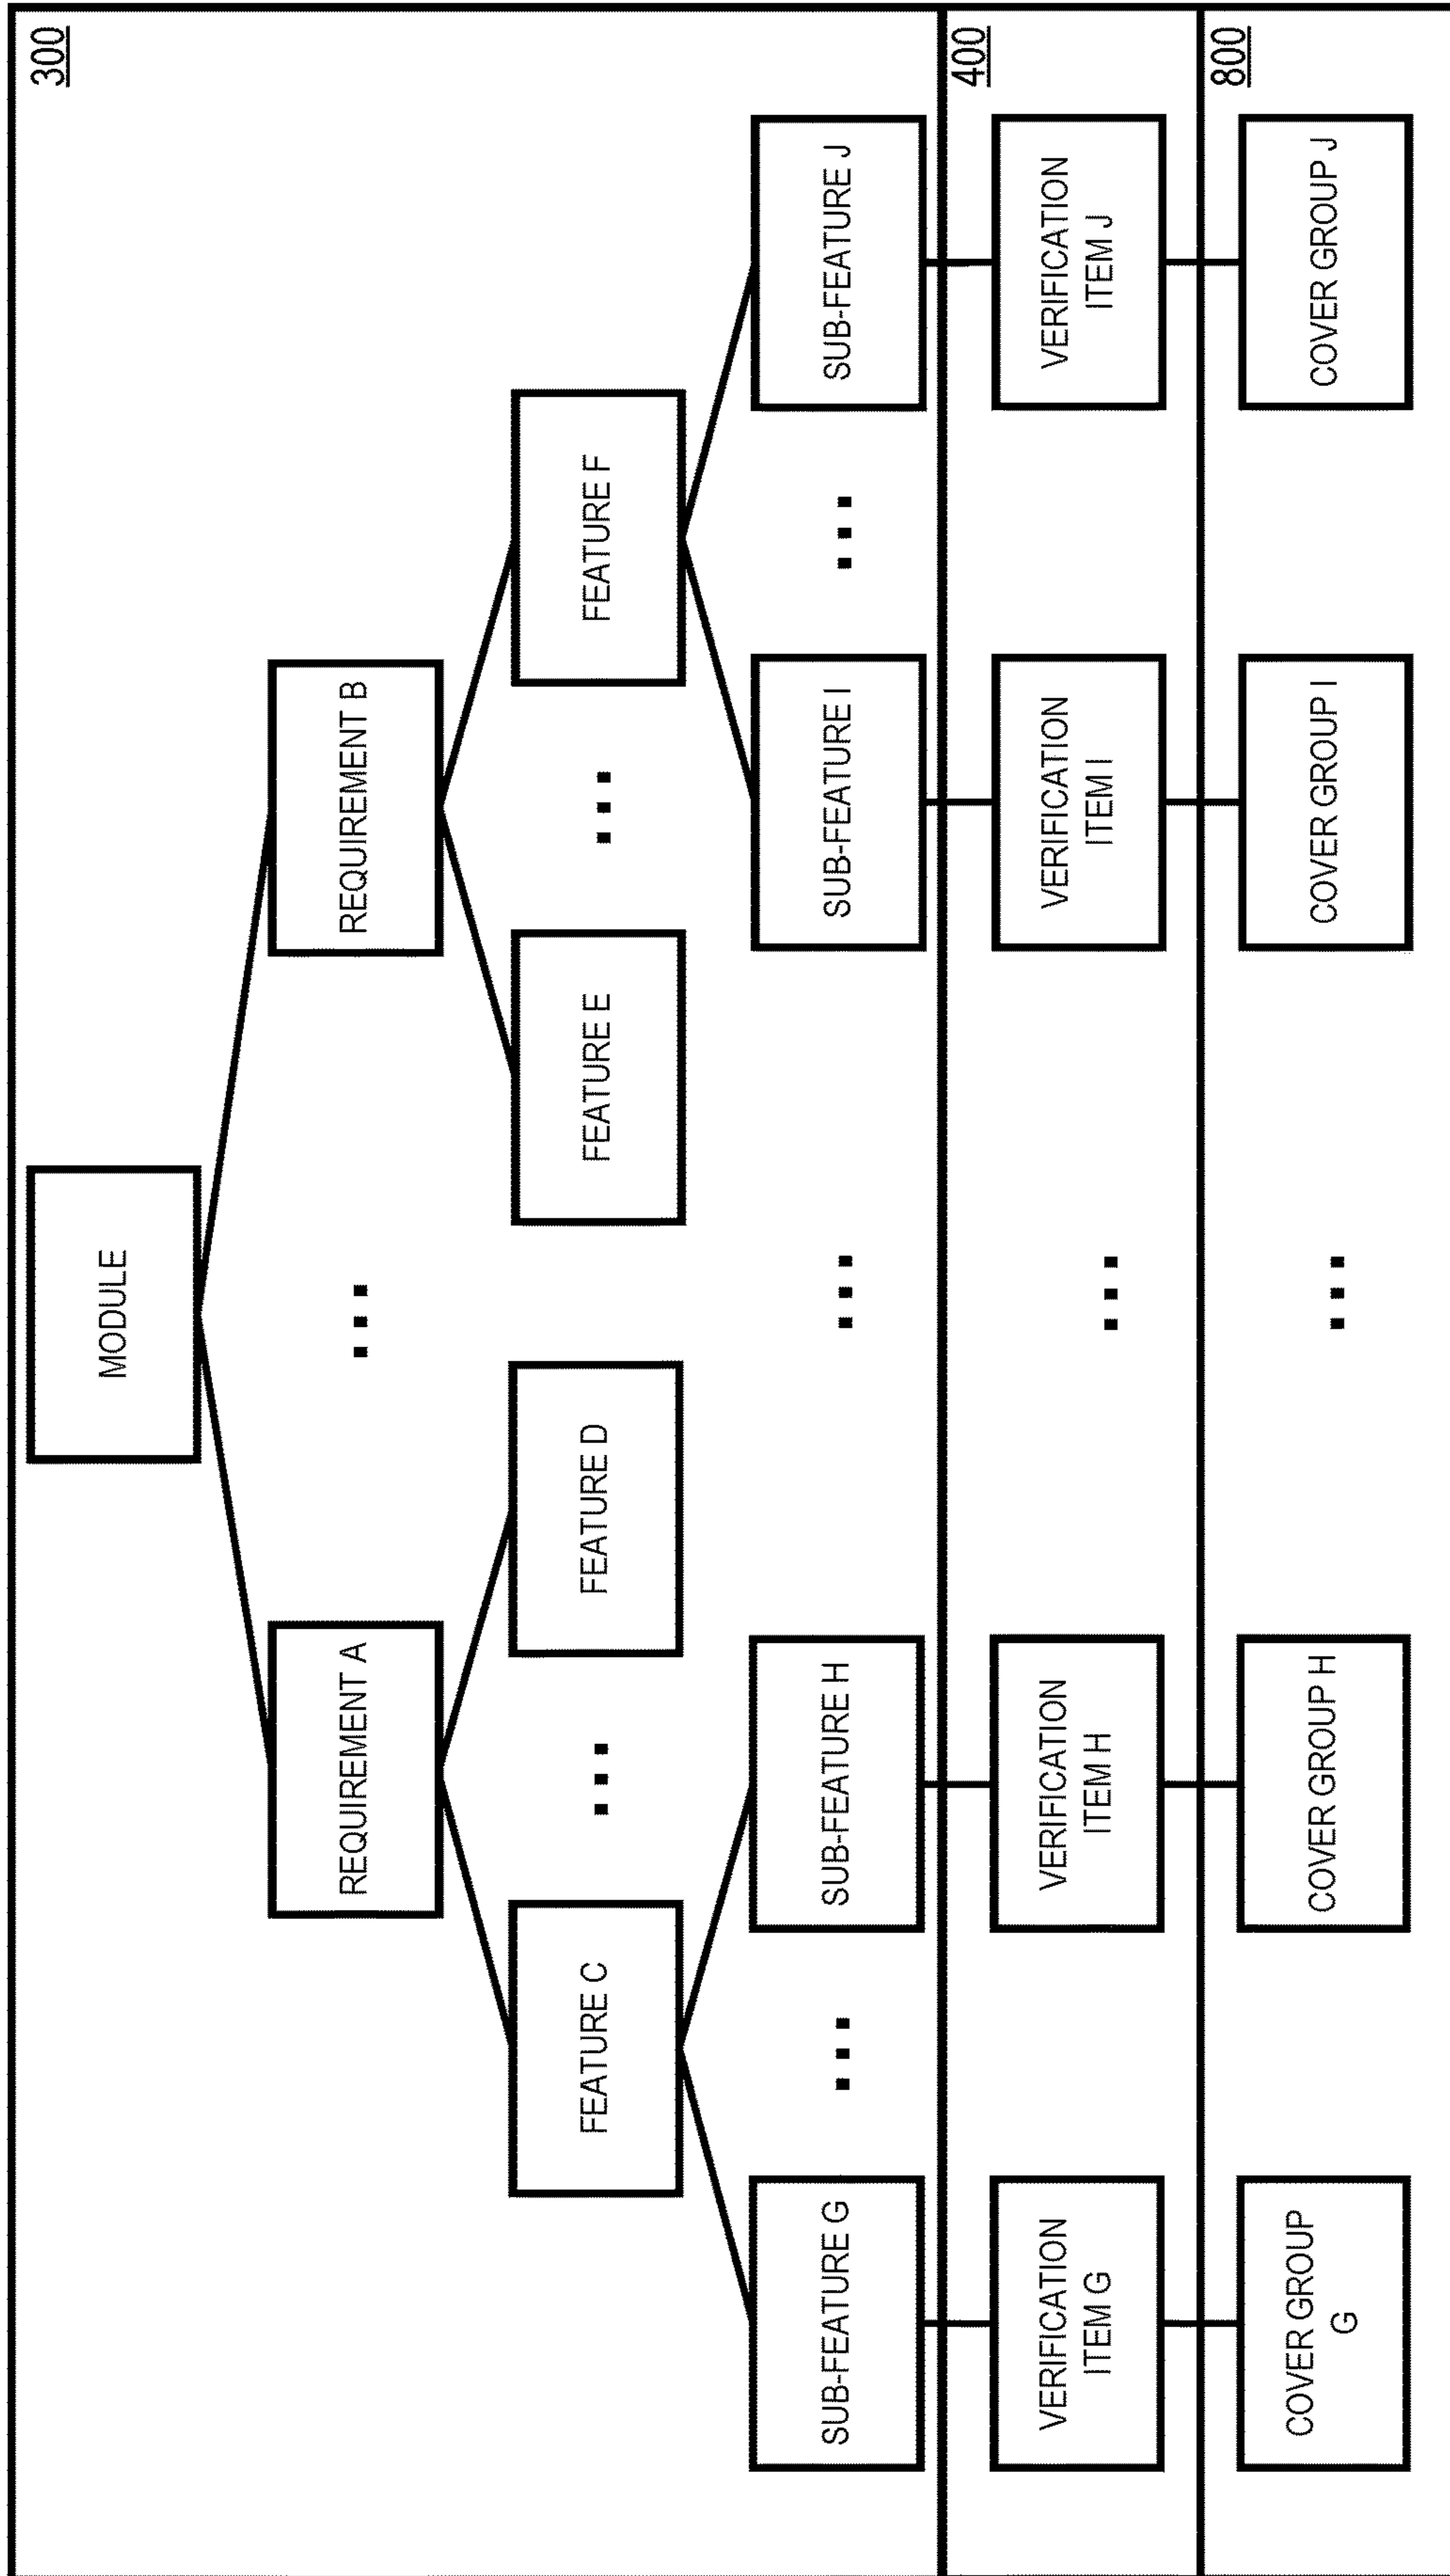 300
MODULE
REQUIREMENT A
...
REQUIREMENT B
FEATURE C
...
FEATURE D
FEATURE E
...
FEATURE F
SUB-FEATURE G
...
SUB-FEATURE H
...
SUB-FEATURE I
...
SUB-FEATURE J
400
VERIFICATION
ITEM G
VERIFICATION
ITEM H
...
VERIFICATION
ITEM I
VERIFICATION
ITEM J
800
COVER GROUP
G
COVER GROUP H
...
COVER GROUP I
COVER GROUP J